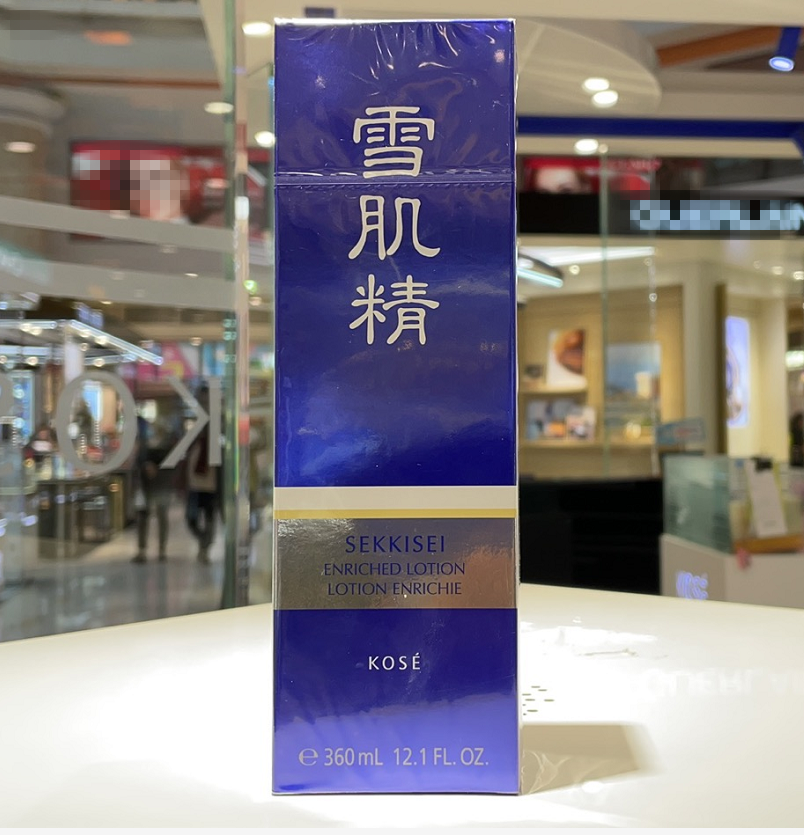 雪
肌
精
SEKKISEI
ENRICHED LOTION
LOTION ENRICHIE
KOSÉ
℮ 360 mL 12.1 FL. OZ.